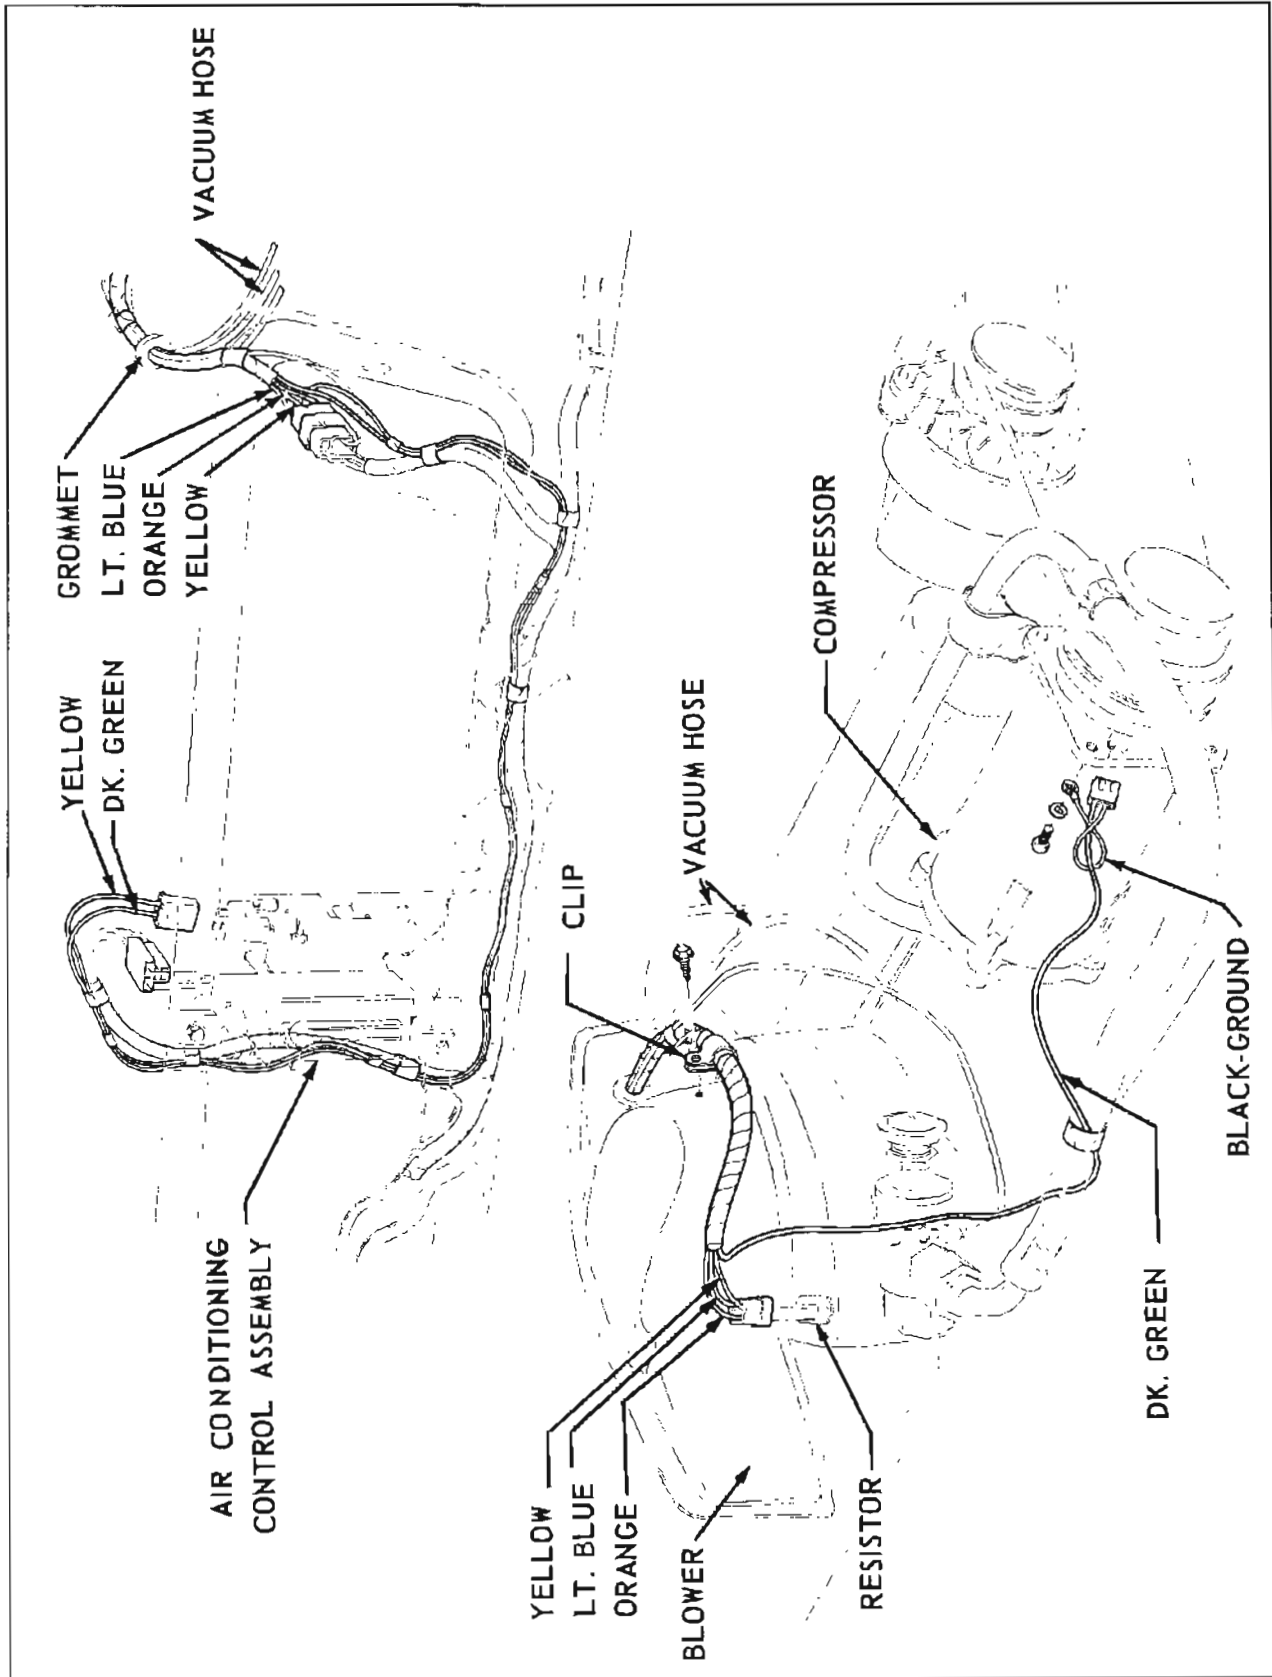 YELLOW
DK. GREEN
GROMMET
LT. BLUE
ORANGE
YELLOW
VACUUM HOSE
AIR CONDITIONING
CONTROL ASSEMBLY
YELLOW
LT. BLUE
ORANGE
BLOWER
RESISTOR
CLIP
VACUUM HOSE
COMPRESSOR
DK. GREEN
BLACK-GROUND